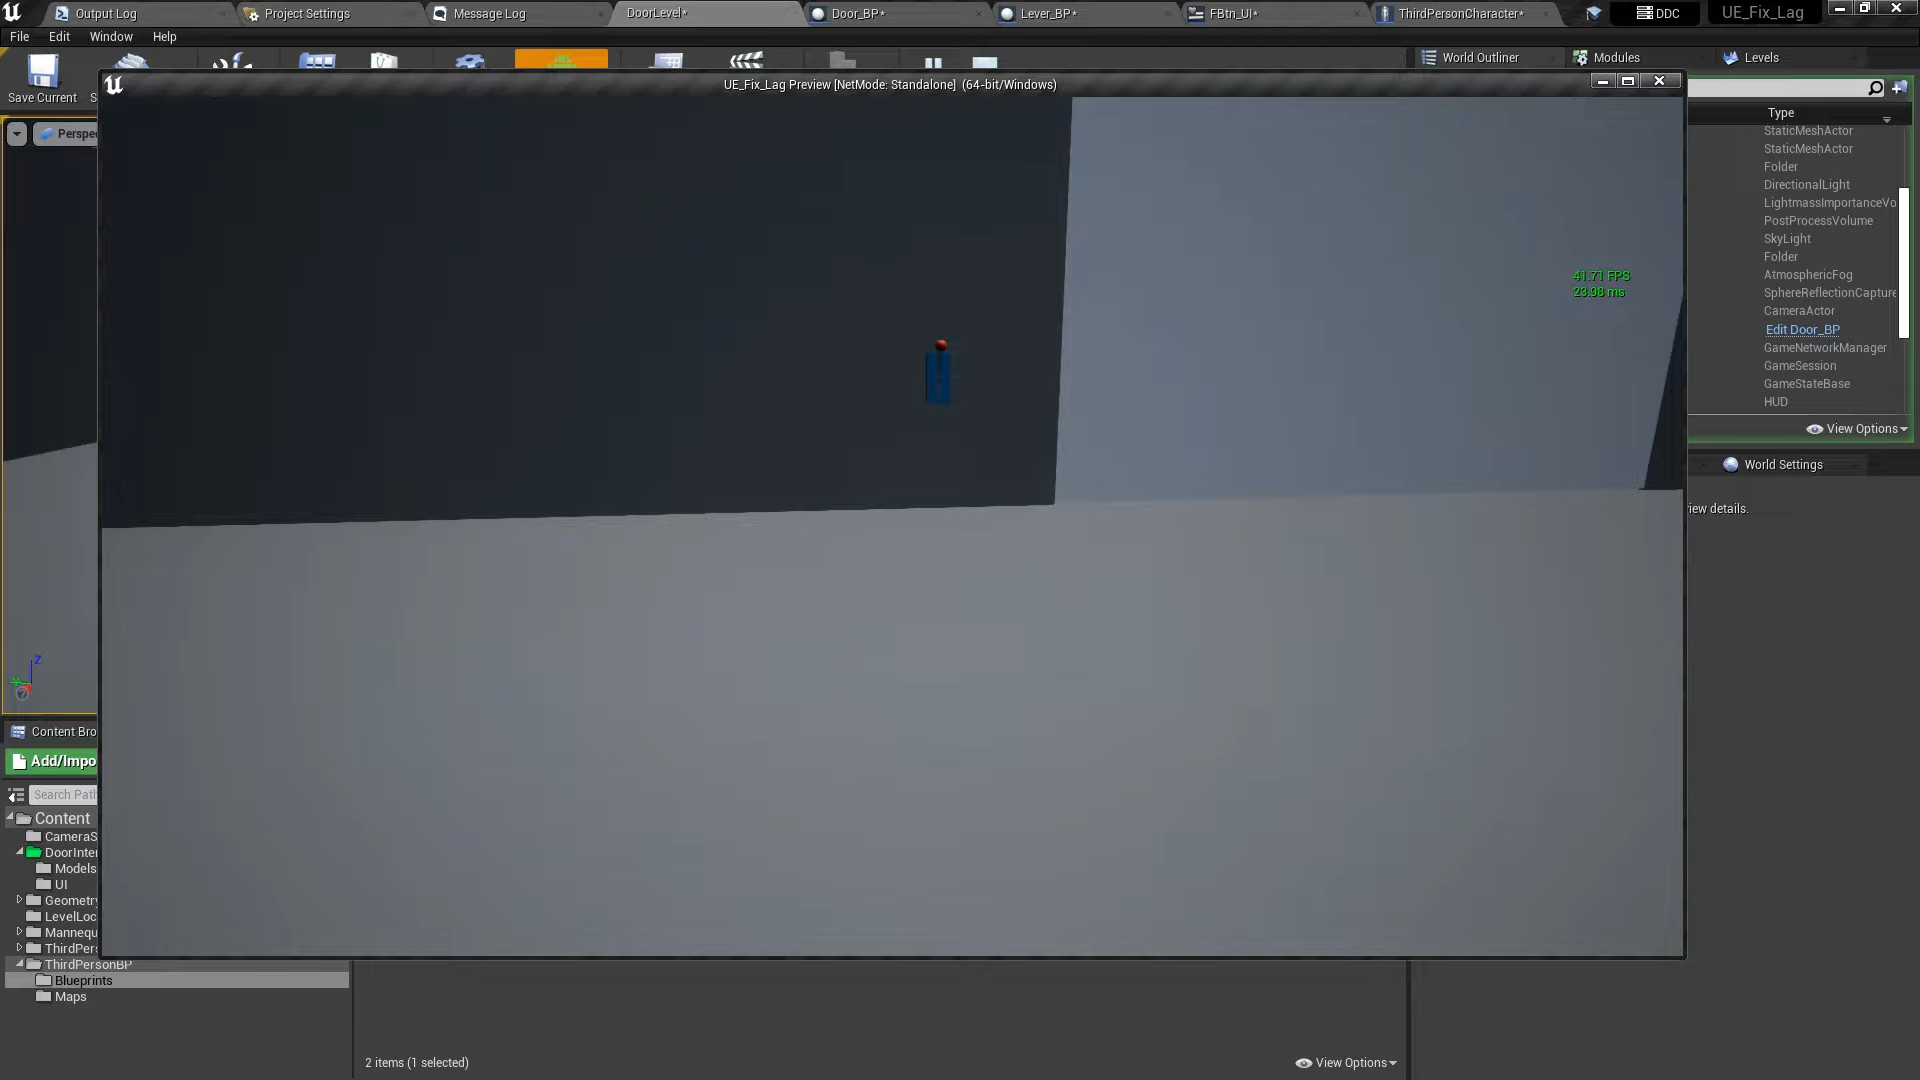 Output Log
Project Settings
Message Log
DoorLevel*
Door_BP*
Lever_BP*
FBtn_UI*
ThirdPersonCharacter*
DDC
UE_Fix_Lag
File
Edit
Window
Help
World Outliner
Modules
Levels
Save Current
S
UE_Fix_Lag Preview [NetMode: Standalone] (64-bit/Windows)
Perspe
Type
StaticMeshActor
StaticMeshActor
Folder
DirectionalLight
LightmassImportanceVo
PostProcessVolume
SkyLight
Folder
AtmosphericFog
SphereReflectionCapture
CameraActor
Edit Door_BP
GameNetworkManager
GameSession
GameStateBase
HUD
41.71 FPS
23.98 ms
View Options
World Settings
iew details.
Z
Content Bro
Add/Impo
Search Path
Content
CameraS
DoorInter
Models
UI
Geometry
LevelLoc
Mannequ
ThirdPers
ThirdPersonBP
Blueprints
Maps
2 items (1 selected)
View Options